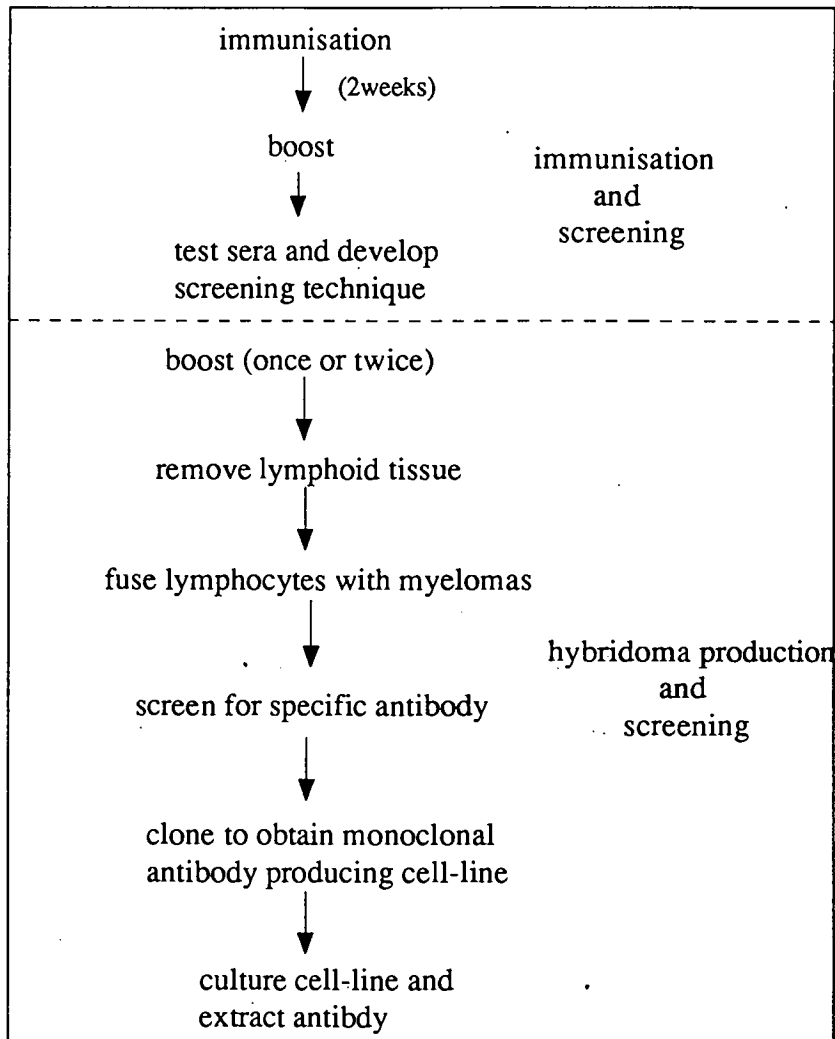 immunisation
(2weeks)
boost
test sera and develop
screening technique
immunisation
and
screening
boost (once or twice)
remove lymphoid tissue
fuse lymphocytes with myelomas
screen for specific antibody
clone to obtain monoclonal
antibody producing cell-line
culture cell-line and
extract antibdy
hybridoma production
and
screening